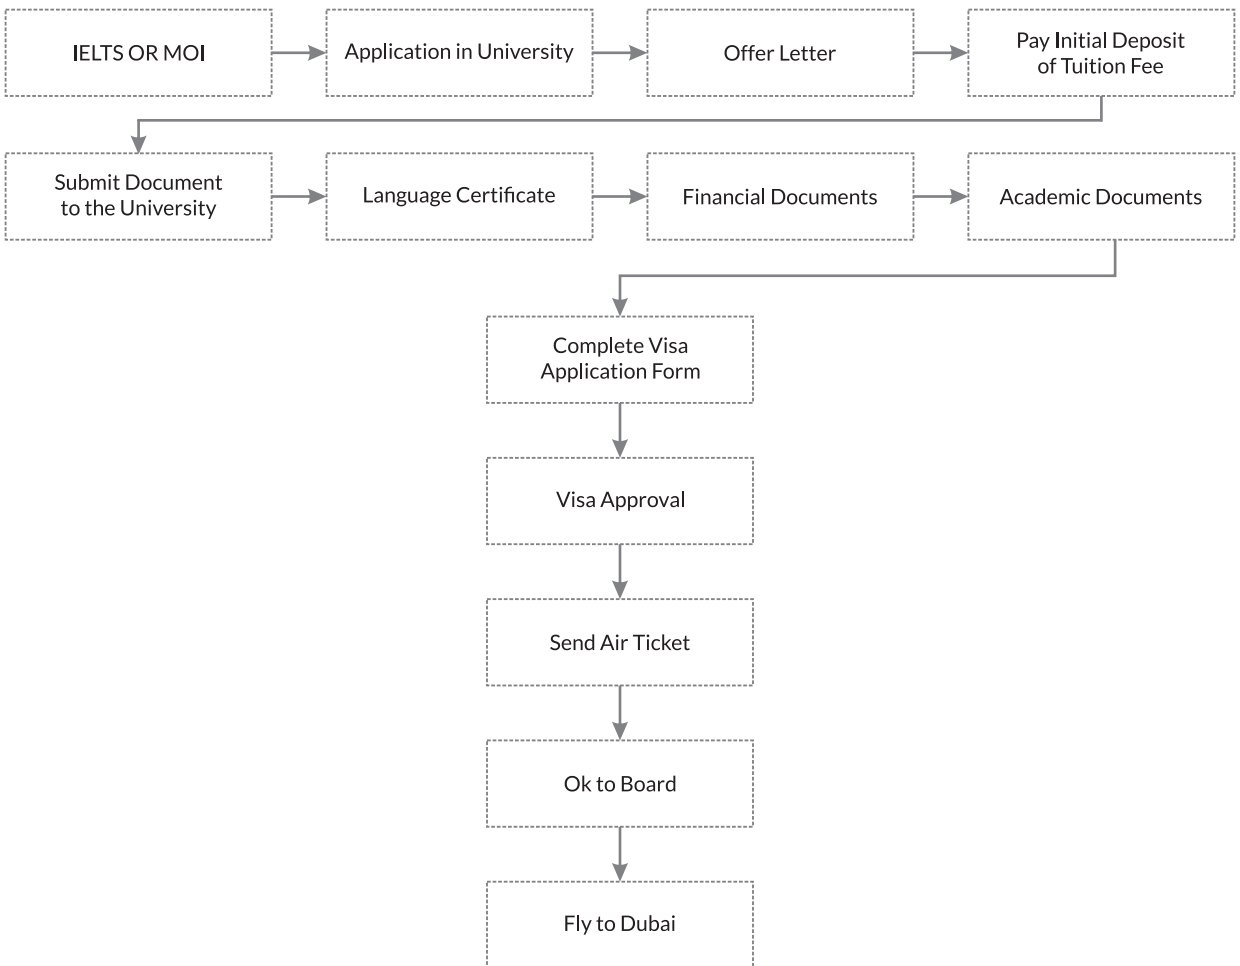 IELTS OR MOI
Application in University
Offer Letter
Pay Initial Deposit
of Tuition Fee
Submit Document
to the University
Language Certificate
Financial Documents
Academic Documents
Complete Visa
Application Form
Visa Approval
Send Air Ticket
Ok to Board
Fly to Dubai